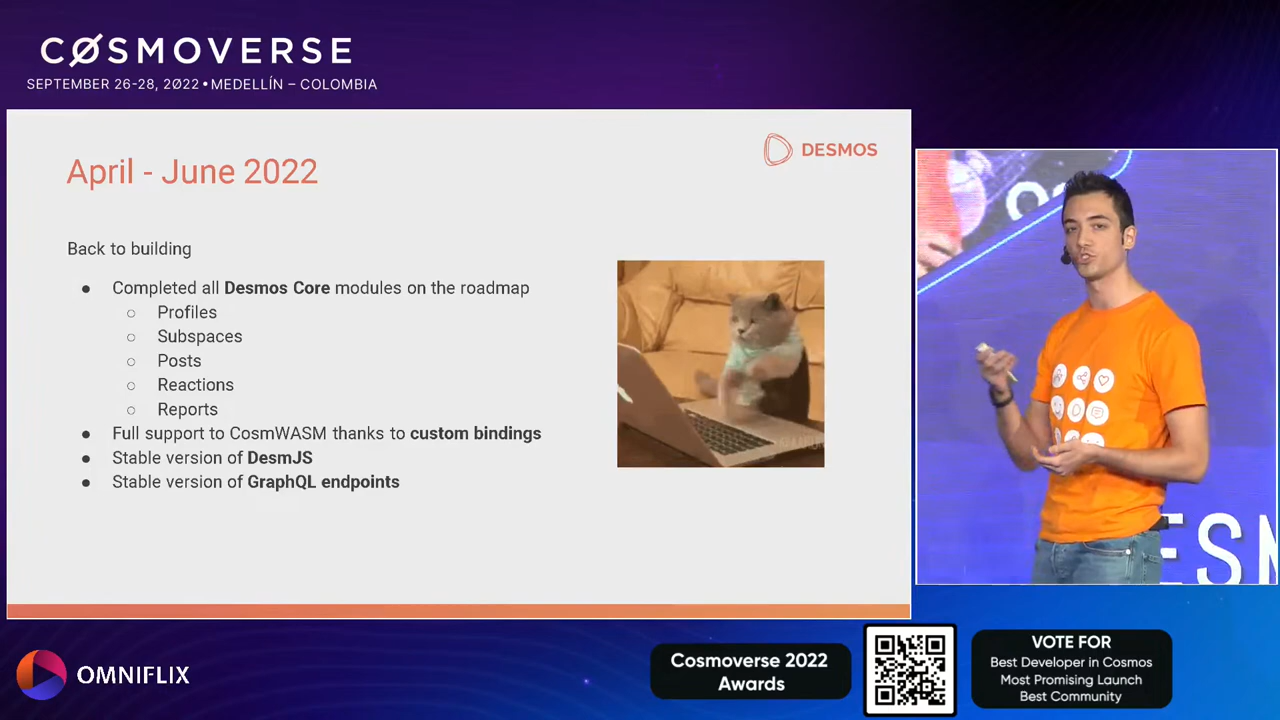 CØSMOVERSE
SEPTEMBER 26-28, 2022 • MEDELLÍN – COLOMBIA
DESMOS
April - June 2022
Back to building
● Completed all Desmos Core modules on the roadmap
○ Profiles
○ Subspaces
○ Posts
○ Reactions
○ Reports
● Full support to CosmWASM thanks to custom bindings
● Stable version of DesmJS
● Stable version of GraphQL endpoints
ESM
OMNIFLIX
Cosmoverse 2022
Awards
VOTE FOR
Best Developer in Cosmos
Most Promising Launch
Best Community